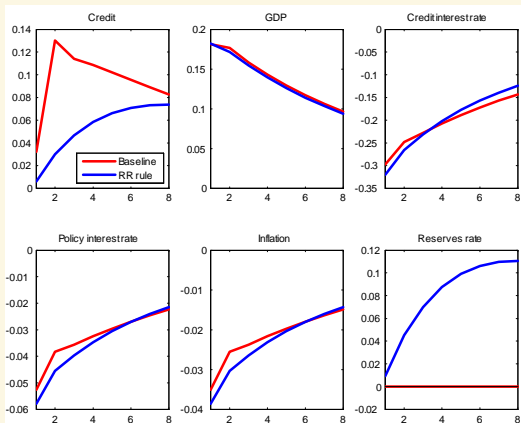 Credit
0.14
0.12
0.1
0.08
0.06
0.04
0.02
0
2 4 6 8
Baseline
RR rule
GDP
0.2
0.15
0.1
0.05
0
2 4 6 8
Credit interest rate
0
-0.05
-0.1
-0.15
-0.2
-0.25
-0.3
-0.35
2 4 6 8
Policy interest rate
0
-0.01
-0.02
-0.03
-0.04
-0.05
-0.06
2 4 6 8
Inflation
0
-0.01
-0.02
-0.03
-0.04
2 4 6 8
Reserves rate
0.12
0.1
0.08
0.06
0.04
0.02
0
-0.02
2 4 6 8